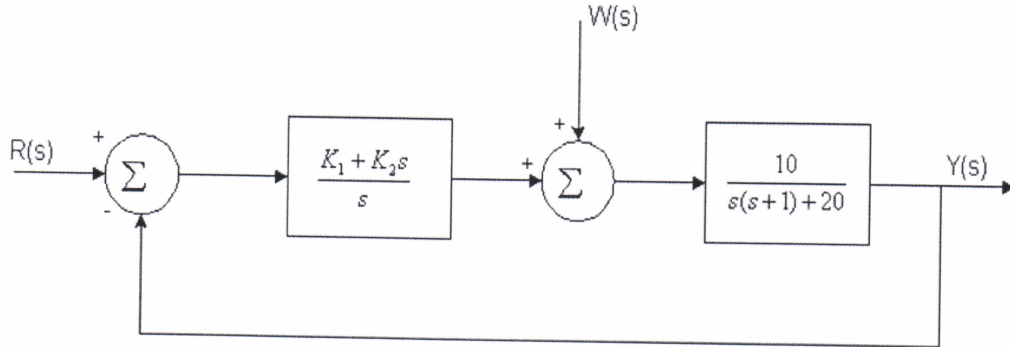 W(s)
R(s)
+
-
Σ
K₁ + K₂s
s
+
+
Σ
10
s(s+1)+20
Y(s)